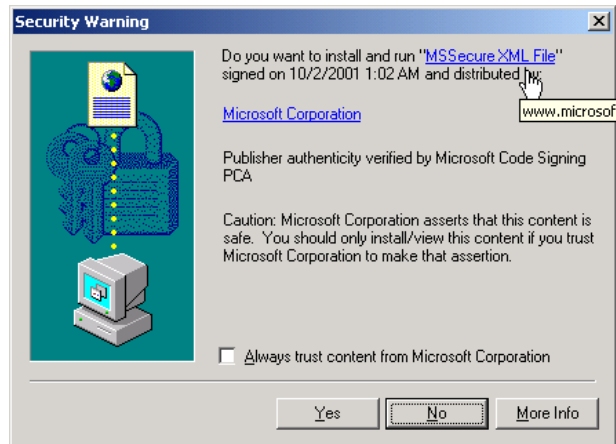 Security Warning
Do you want to install and run "MSSecure XML File"
signed on 10/2/2001 1:02 AM and distributed by:
www.microsof
Microsoft Corporation
Publisher authenticity verified by Microsoft Code Signing
PCA
Caution: Microsoft Corporation asserts that this content is
safe. You should only install/view this content if you trust
Microsoft Corporation to make that assertion.
Always trust content from Microsoft Corporation
Yes
No
More Info